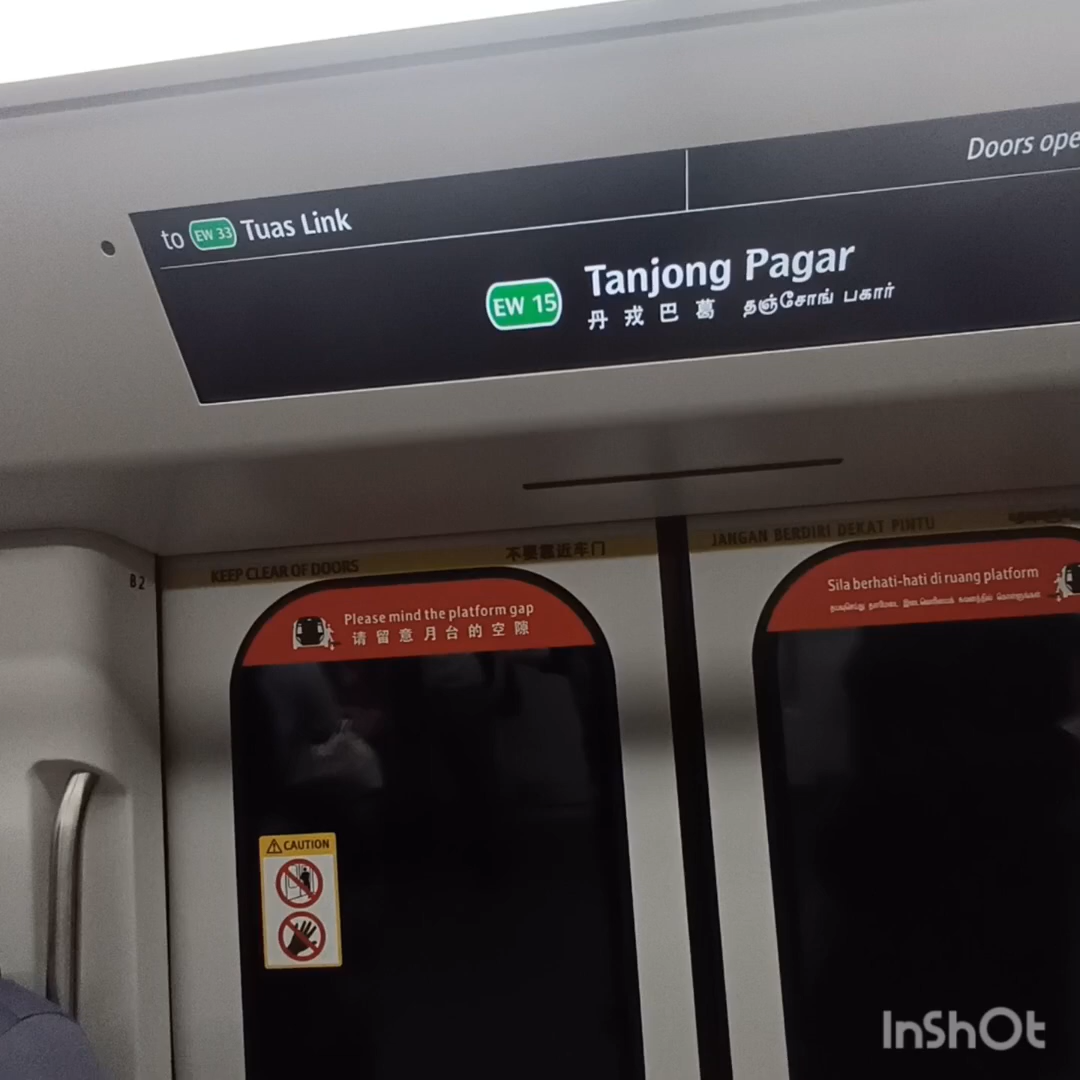 Doors ope
to EW 33 Tuas Link
EW 15 Tanjong Pagar
丹戎巴葛 தஞ்சோங் பகார்
KEEP CLEAR OF DOORS 不要靠近车门 JANGAN BERDIRI DEKAT PINTU
B 2
Please mind the platform gap
请留意月台的空隙
Sila berhati-hati di ruang platform
CAUTION
InShOt